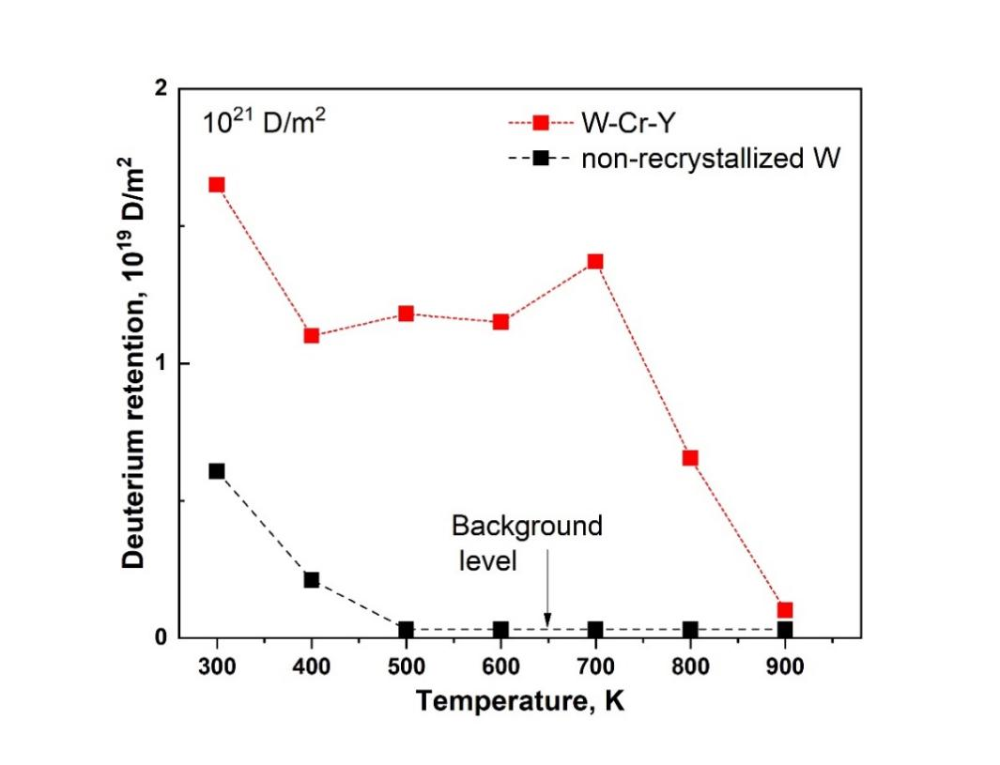 10²¹ D/m²
W-Cr-Y
non-recrystallized W
Deuterium retention, 10¹⁹ D/m²
2
1
0
Background
level
300 400 500 600 700 800 900
Temperature, K